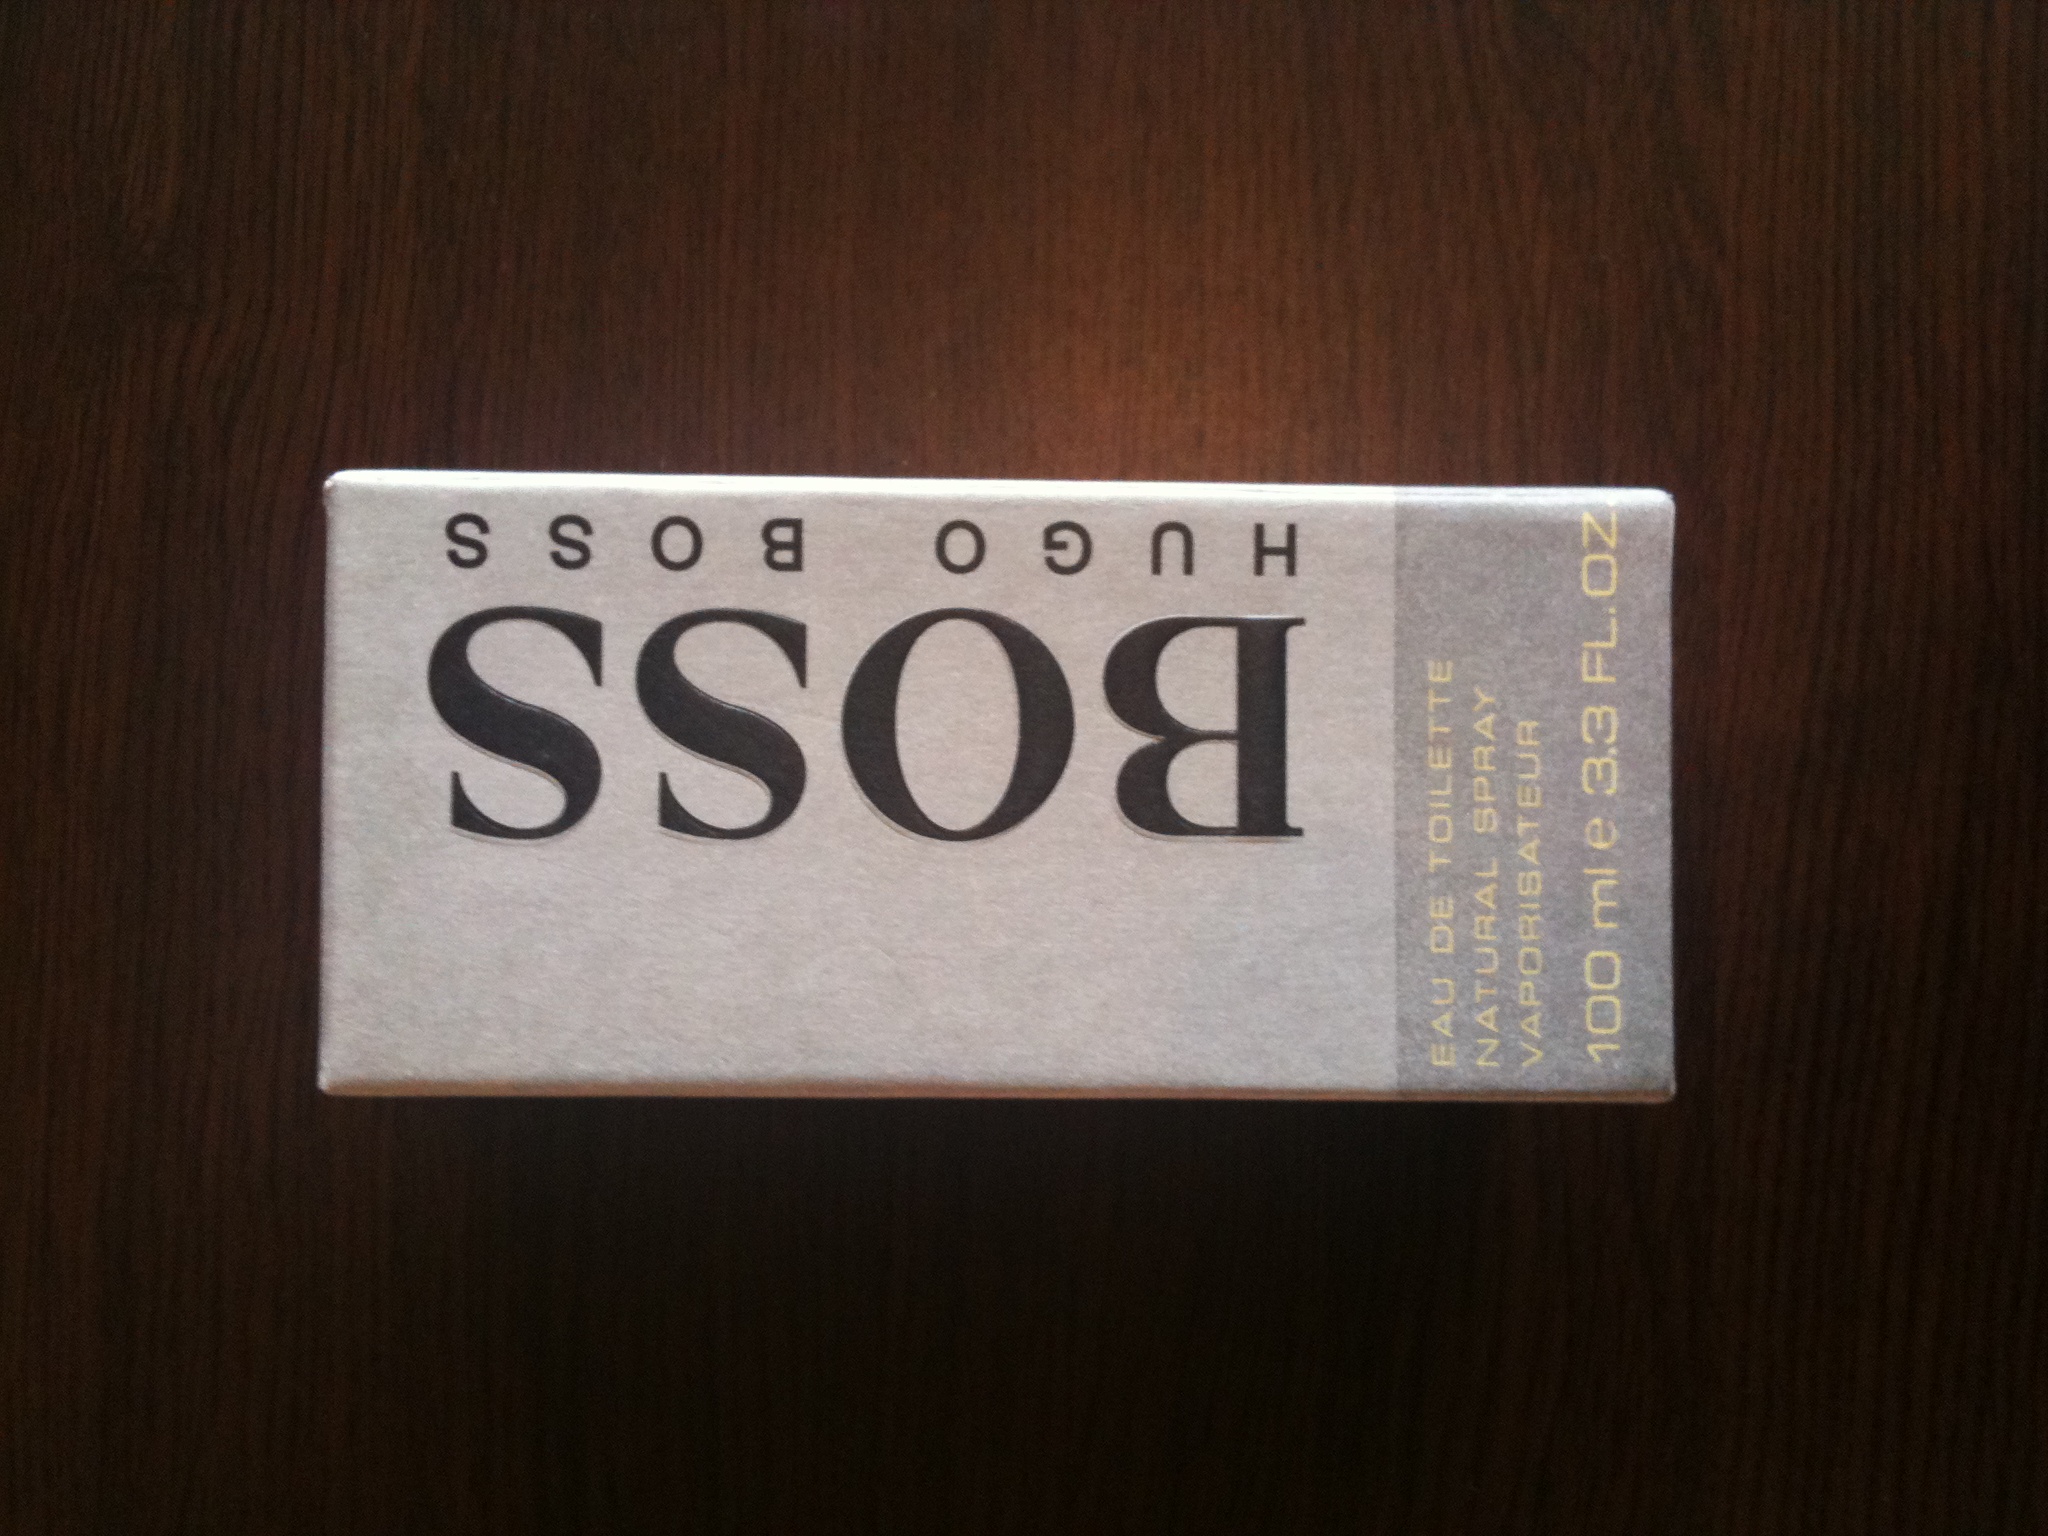 BOSS
HUGO BOSS
EAU DE TOILETTE
NATURAL SPRAY
VAPORISATEUR
100 ml e 3.3 FL.OZ.